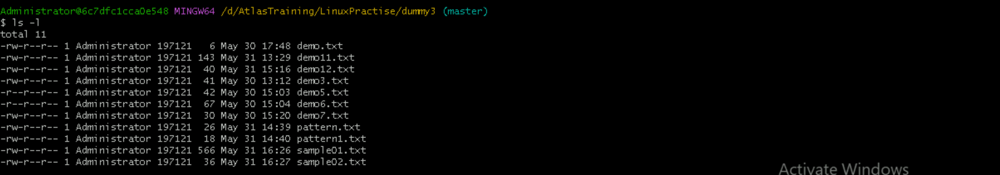 Administrator@6c7dfc1cca0e548 MINGW64 /d/AtlasTraining/LinuxPractise/dummy3 (master)
$ ls -l
total 11
-rw-r--r-- 1 Administrator 197121   6 May 30 17:48 demo.txt
-rw-r--r-- 1 Administrator 197121 143 May 31 13:29 demo11.txt
-rw-r--r-- 1 Administrator 197121  40 May 31 15:16 demo12.txt
-rw-r--r-- 1 Administrator 197121  41 May 30 13:12 demo3.txt
-r--r--r-- 1 Administrator 197121  42 May 30 15:03 demo5.txt
-r--r--r-- 1 Administrator 197121  67 May 30 15:04 demo6.txt
-rw-r--r-- 1 Administrator 197121  30 May 30 15:20 demo7.txt
-rw-r--r-- 1 Administrator 197121  26 May 31 14:39 pattern.txt
-rw-r--r-- 1 Administrator 197121  18 May 31 14:40 pattern1.txt
-rw-r--r-- 1 Administrator 197121 566 May 31 16:26 sample01.txt
-rw-r--r-- 1 Administrator 197121  36 May 31 16:27 sample02.txt
Activate Windows